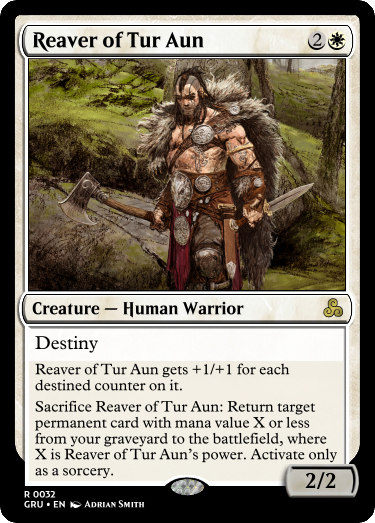 Reaver of Tur Aun 2
Creature — Human Warrior
Destiny
Reaver of Tur Aun gets +1/+1 for each
destined counter on it.
Sacrifice Reaver of Tur Aun: Return target
permanent card with mana value X or less
from your graveyard to the battlefield, where
X is Reaver of Tur Aun's power. Activate only
as a sorcery.
2/2
R 0032
GRU • EN Adrian Smith